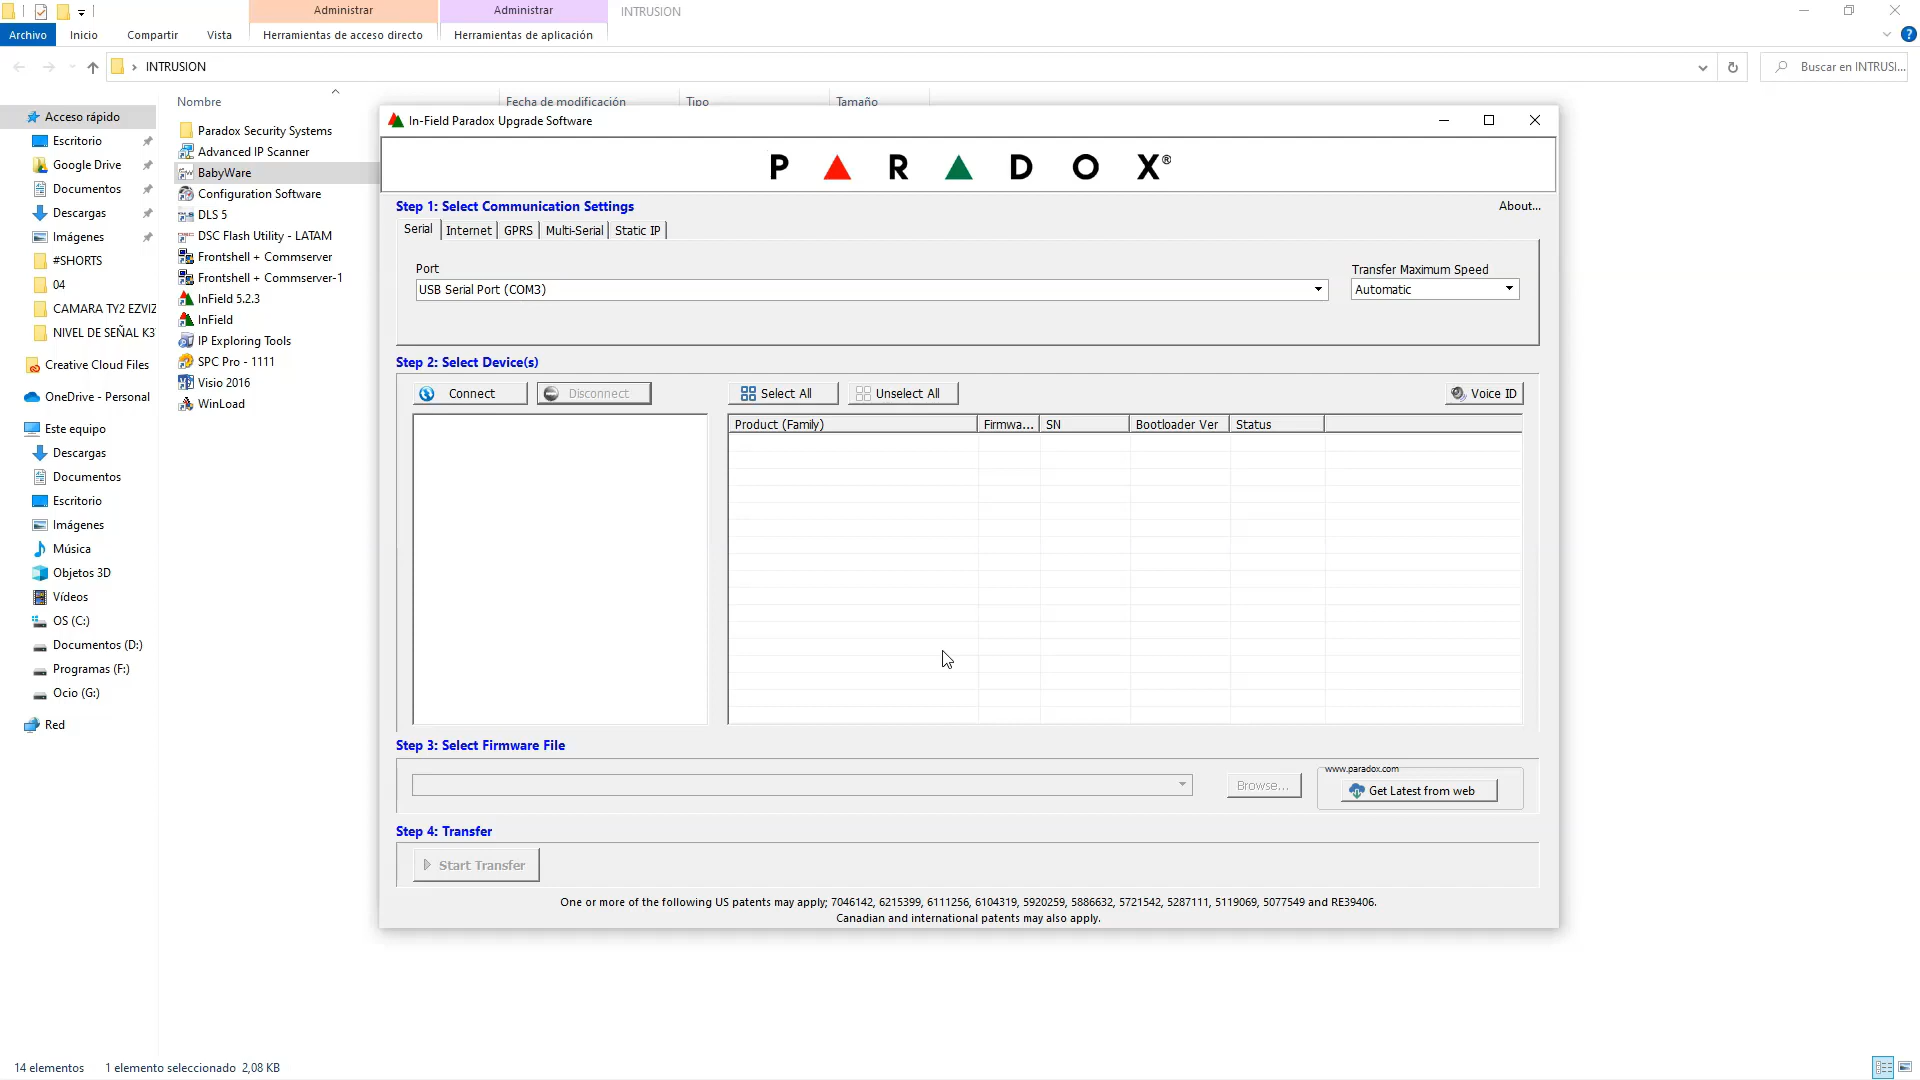 Administrar
Administrar
INTRUSION
Archivo
Inicio
Compartir
Vista
Herramientas de acceso directo
Herramientas de aplicación
INTRUSION
Buscar en INTRUSI...
Acceso rápido
Escritorio
Google Drive
Documentos
Descargas
Imágenes
#SHORTS
04
CAMARA TY2 EZVIZ
NIVEL DE SEÑAL K3
Creative Cloud Files
OneDrive - Personal
Este equipo
Descargas
Documentos
Escritorio
Imágenes
Música
Objetos 3D
Vídeos
OS (C:)
Documentos (D:)
Programas (F:)
Ocio (G:)
Red
Nombre
Fecha de modificación
Tipo
Tamaño
Paradox Security Systems
Advanced IP Scanner
BabyWare
Configuration Software
DLS 5
DSC Flash Utility - LATAM
Frontshell + Commserver
Frontshell + Commserver-1
InField 5.2.3
InField
IP Exploring Tools
SPC Pro - 1111
Visio 2016
WinLoad
In-Field Paradox Upgrade Software
PARADOX®
Step 1: Select Communication Settings
About...
Serial
Internet
GPRS
Multi-Serial
Static IP
Port
USB Serial Port (COM3)
Transfer Maximum Speed
Automatic
Step 2: Select Device(s)
Connect
Disconnect
Select All
Unselect All
Voice ID
Product (Family)
Firmwa...
SN
Bootloader Ver
Status
Step 3: Select Firmware File
Browse...
www.paradox.com
Get Latest from web
Step 4: Transfer
Start Transfer
One or more of the following US patents may apply; 7046142, 6215399, 6111256, 6104319, 5920259, 5886632, 5721542, 5287111, 5119069, 5077549 and RE39406.
Canadian and international patents may also apply.
14 elementos
1 elemento seleccionado 2,08 KB